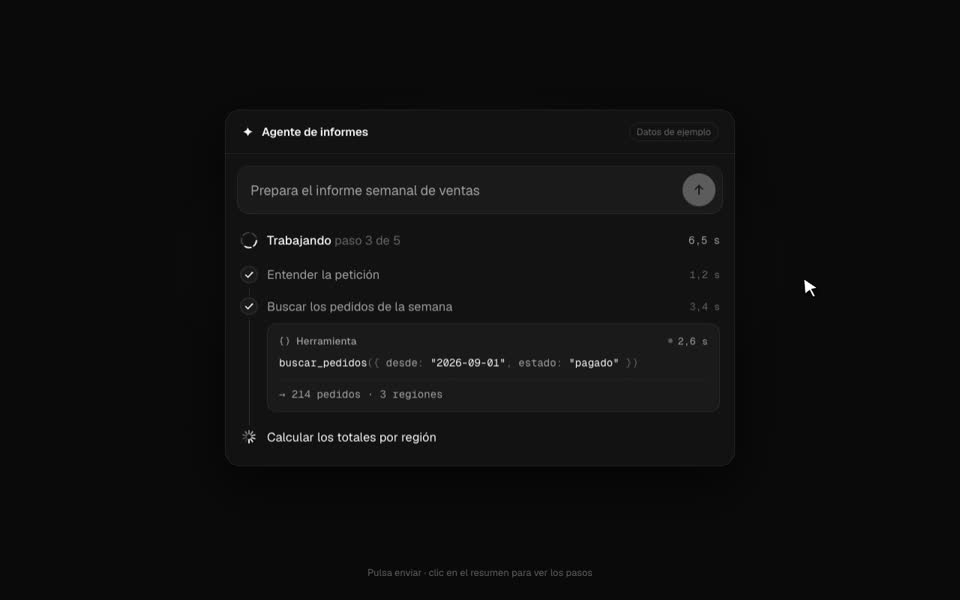 Agente de informes
Datos de ejemplo
Prepara el informe semanal de ventas
Trabajando paso 3 de 5
6,5 s
Entender la petición
1,2 s
Buscar los pedidos de la semana
3,4 s
{} Herramienta
2,6 s
buscar_pedidos({ desde: "2026-09-01", estado: "pagado" })
→ 214 pedidos · 3 regiones
Calcular los totales por región
Pulsa enviar · clic en el resumen para ver los pasos